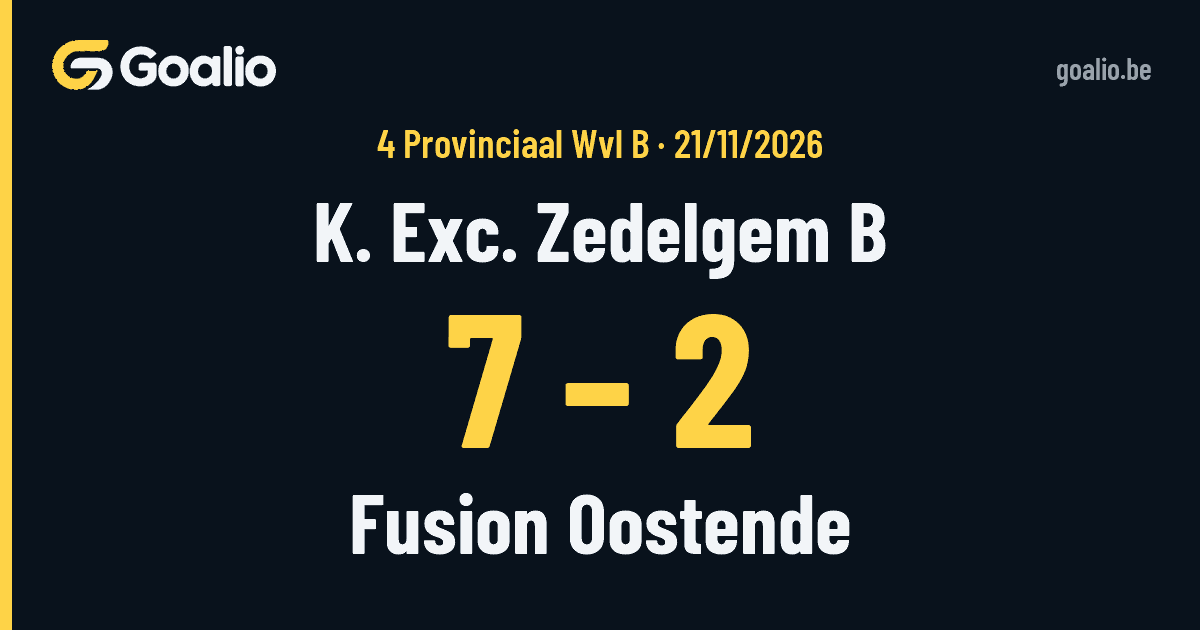 Goalio
goalio.be
4 Provinciaal Wvl B · 21/11/2026
K. Exc. Zedelgem B
7 – 2
Fusion Oostende